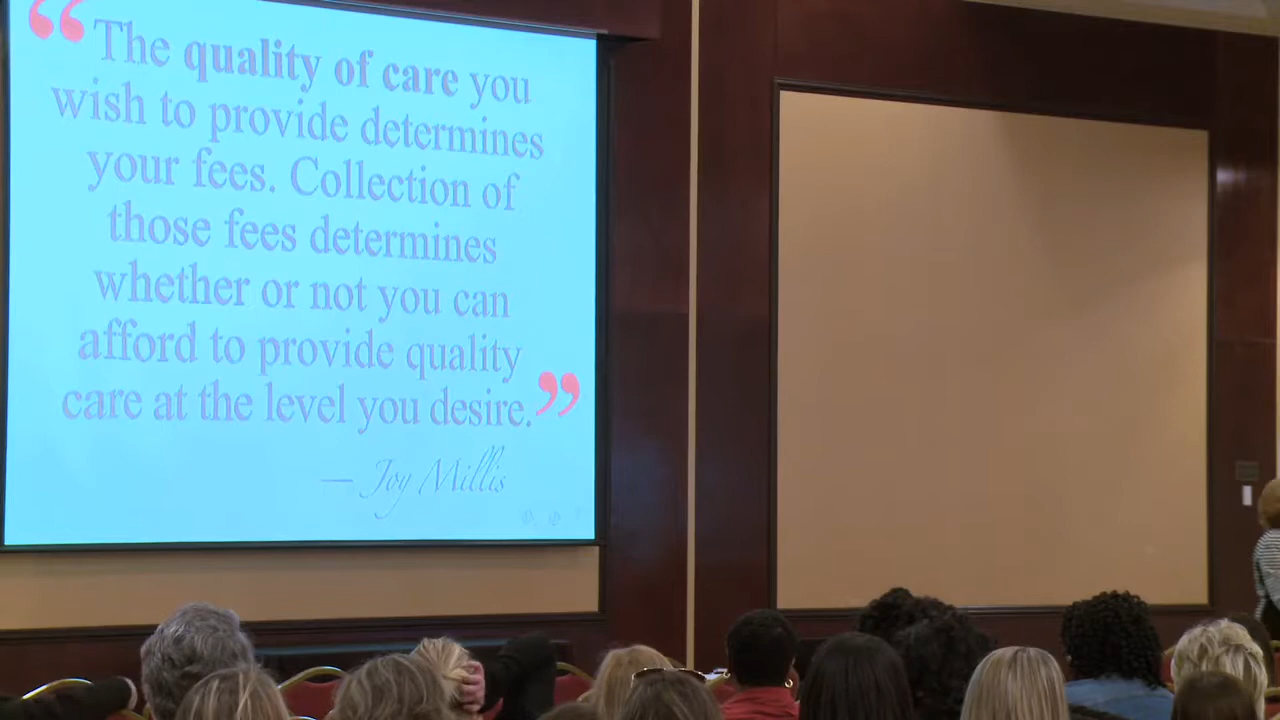 “The quality of care you
wish to provide determines
your fees. Collection of
those fees determines
whether or not you can
afford to provide quality
care at the level you desire.”
— Joy Millis